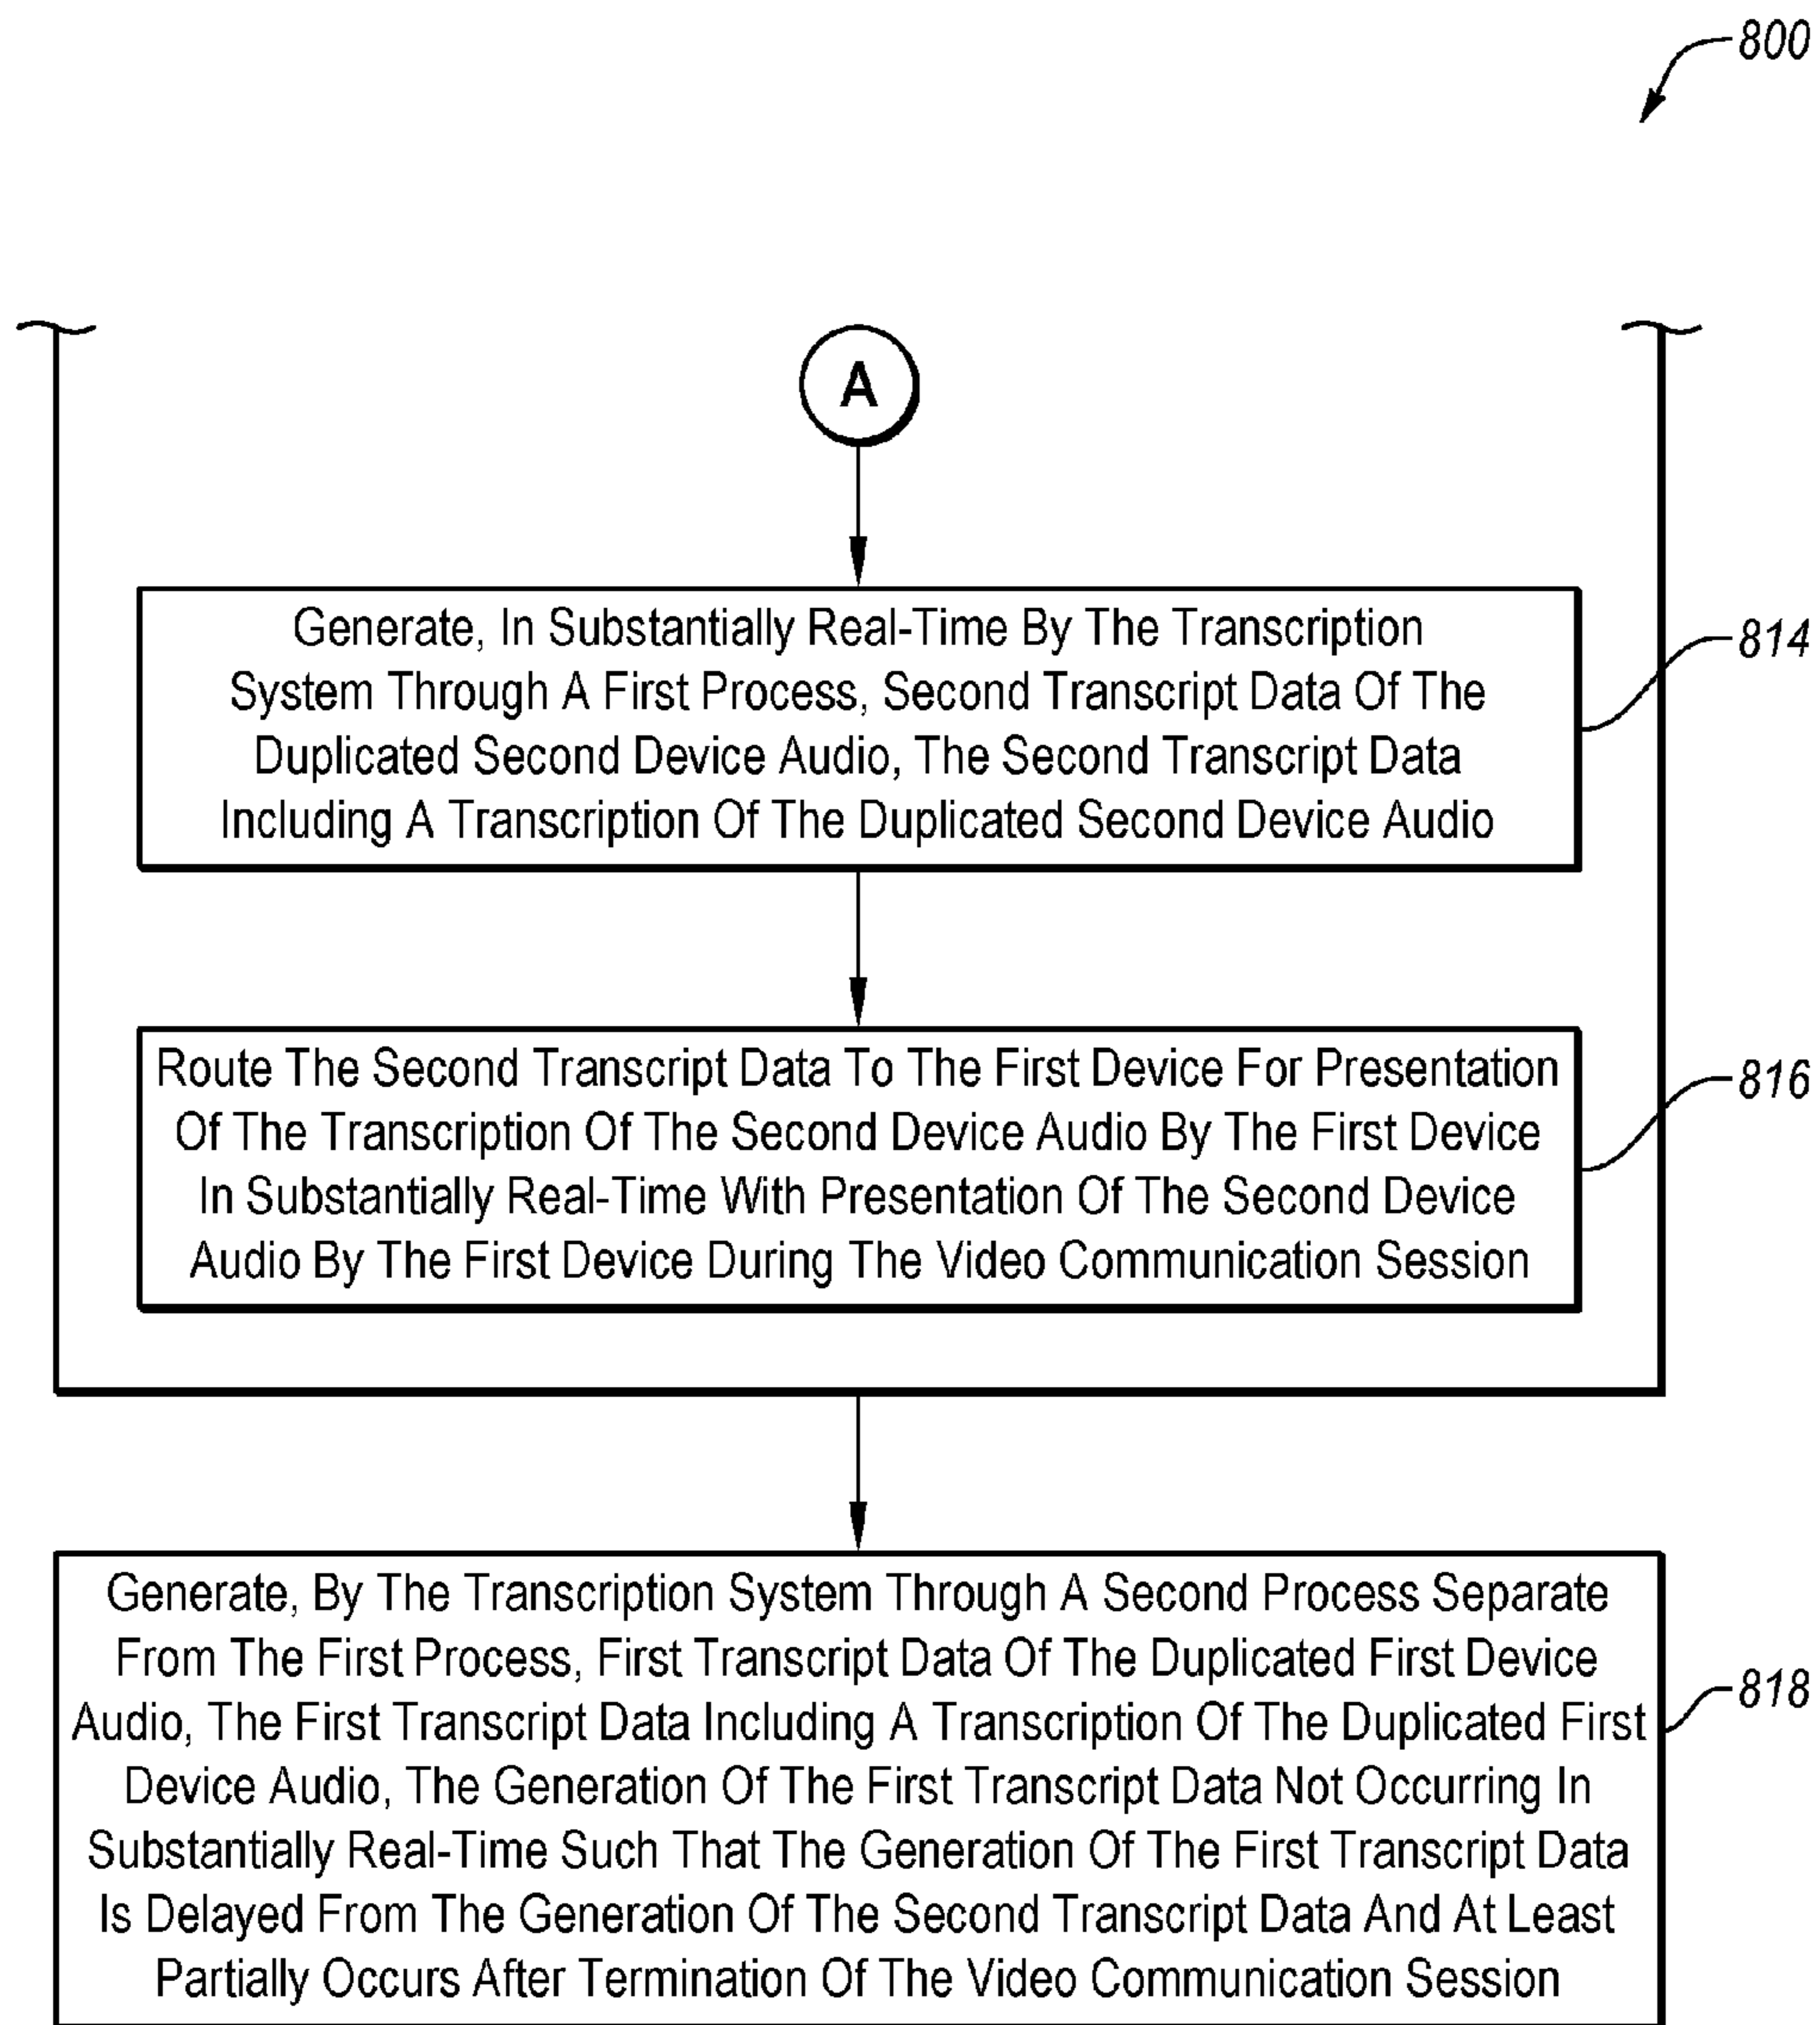 800
A
Generate, In Substantially Real-Time By The Transcription
System Through A First Process, Second Transcript Data Of The
Duplicated Second Device Audio, The Second Transcript Data
Including A Transcription Of The Duplicated Second Device Audio
814
Route The Second Transcript Data To The First Device For Presentation
Of The Transcription Of The Second Device Audio By The First Device
In Substantially Real-Time With Presentation Of The Second Device
Audio By The First Device During The Video Communication Session
816
Generate, By The Transcription System Through A Second Process Separate
From The First Process, First Transcript Data Of The Duplicated First Device
Audio, The First Transcript Data Including A Transcription Of The Duplicated First
Device Audio, The Generation Of The First Transcript Data Not Occurring In
Substantially Real-Time Such That The Generation Of The First Transcript Data
Is Delayed From The Generation Of The Second Transcript Data And At Least
Partially Occurs After Termination Of The Video Communication Session
818